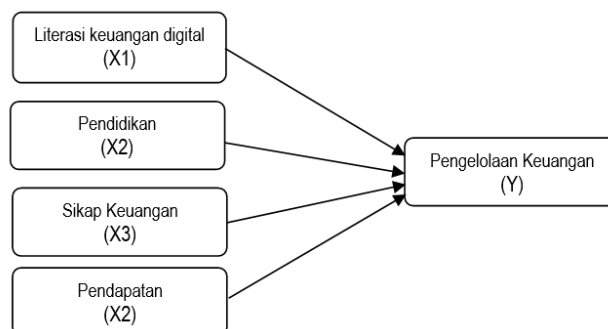 Literasi keuangan digital
(X1)
Pendidikan
(X2)
Sikap Keuangan
(X3)
Pendapatan
(X2)
Pengelolaan Keuangan
(Y)